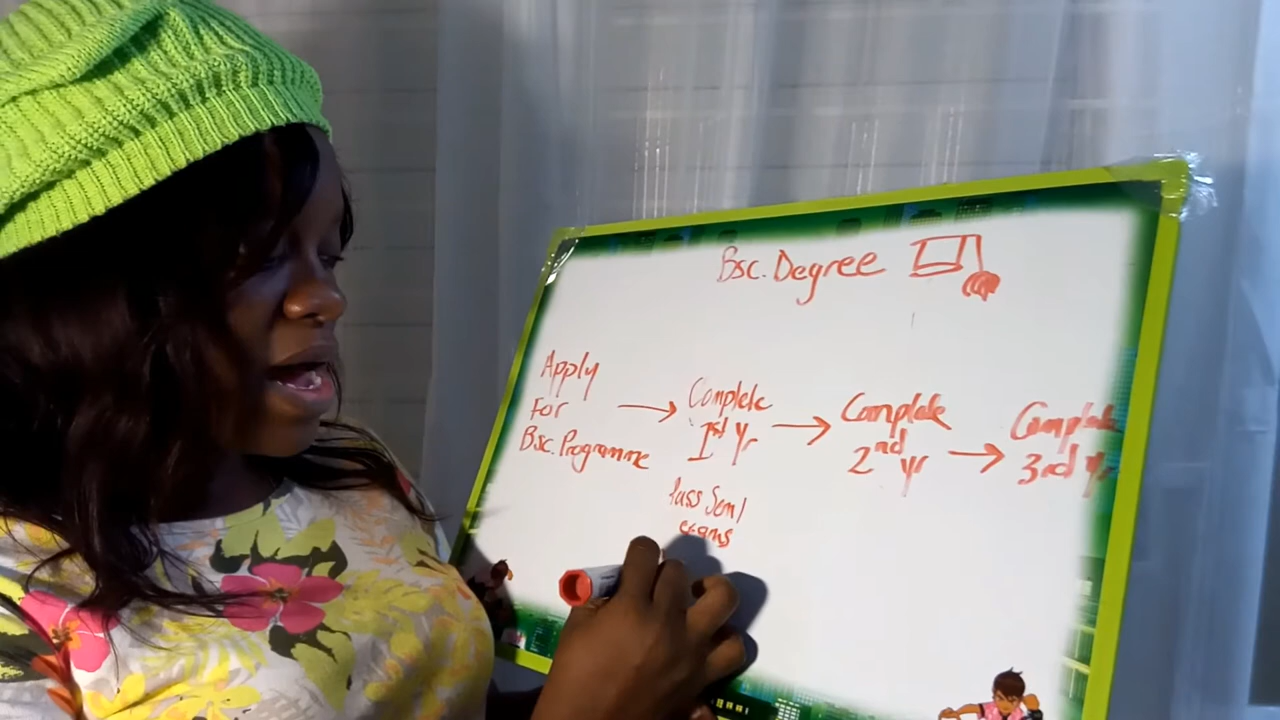 Bsc. Degree
Apply
For
Bsc. Programme
Complete
1st Yr
Pass Sem 1
exams
Complete
2nd
yr
Complete
3rd Yr